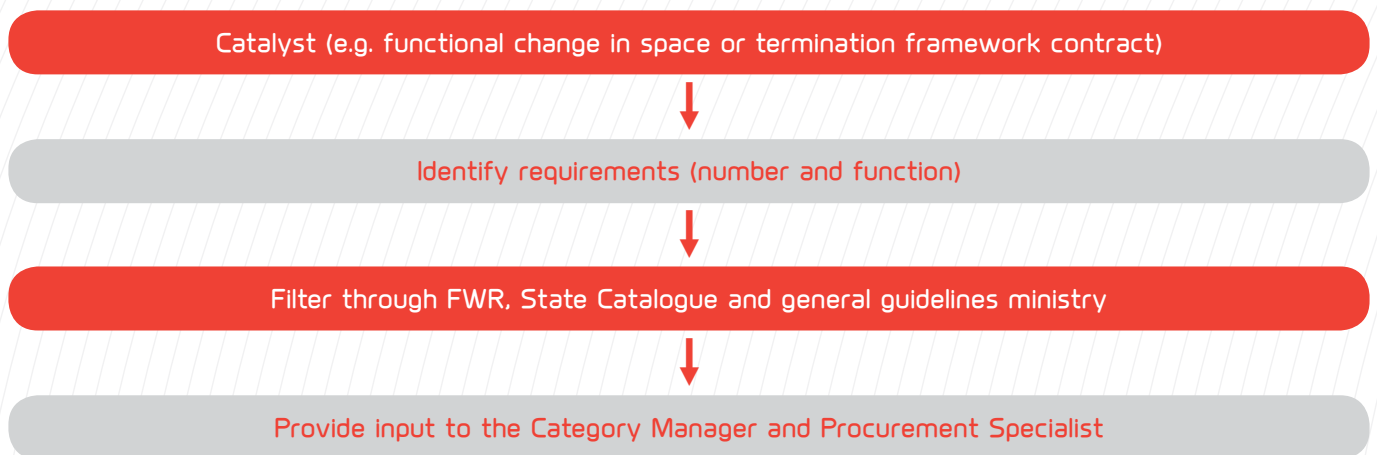 Catalyst (e.g. functional change in space or termination framework contract)
Identify requirements (number and function)
Filter through FWR, State Catalogue and general guidelines ministry
Provide input to the Category Manager and Procurement Specialist